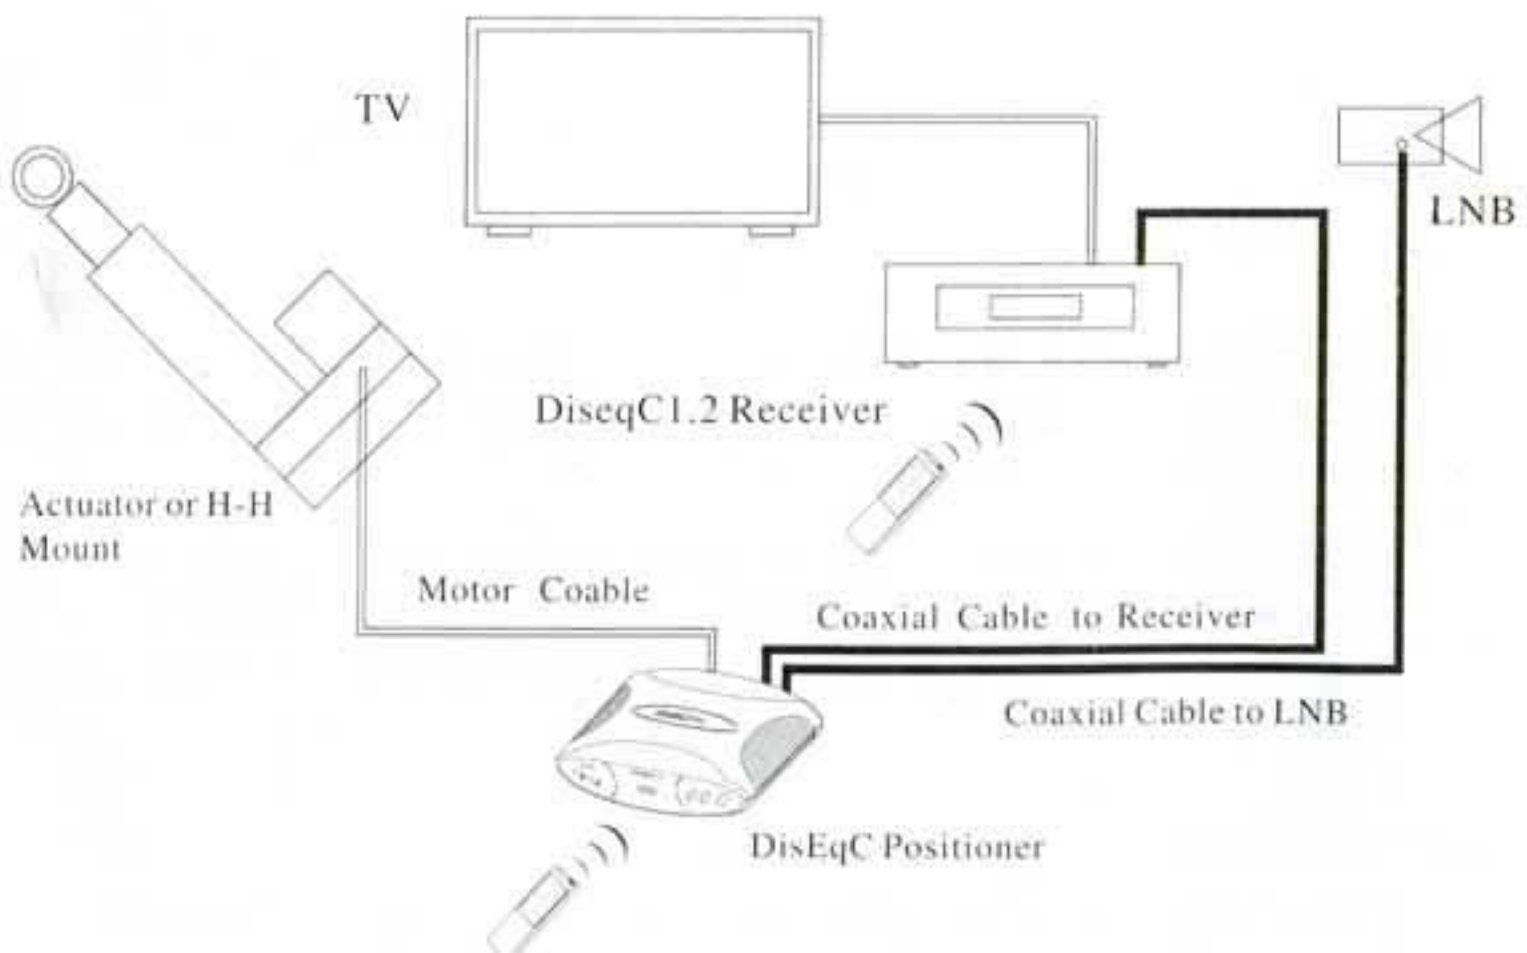 TV
LNB
DiseqC1.2 Receiver
Actuator or H-H
Mount
Motor Coable
Coaxial Cable to Receiver
Coaxial Cable to LNB
DisEqC Positioner